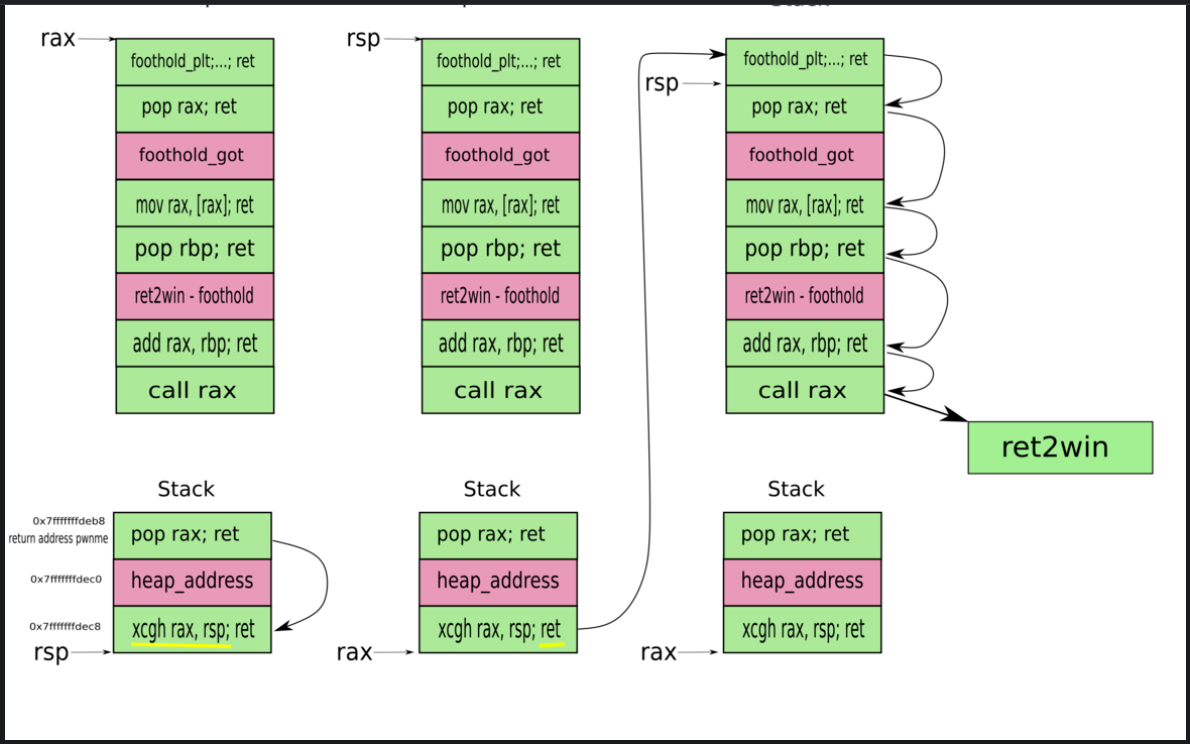 rax
foothold_plt;...; ret
pop rax; ret
foothold_got
mov rax, [rax]; ret
pop rbp; ret
ret2win - foothold
add rax, rbp; ret
call rax
rsp
foothold_plt;...; ret
pop rax; ret
foothold_got
mov rax, [rax]; ret
pop rbp; ret
ret2win - foothold
add rax, rbp; ret
call rax
rsp
foothold_plt;...; ret
pop rax; ret
foothold_got
mov rax, [rax]; ret
pop rbp; ret
ret2win - foothold
add rax, rbp; ret
call rax
ret2win
Stack
0x7fffffffdeb8
return address pwnme
pop rax; ret
0x7fffffffdec0
heap_address
0x7fffffffdec8
xcgh rax, rsp; ret
rsp
Stack
pop rax; ret
heap_address
xcgh rax, rsp; ret
rax
Stack
pop rax; ret
heap_address
xcgh rax, rsp; ret
rax